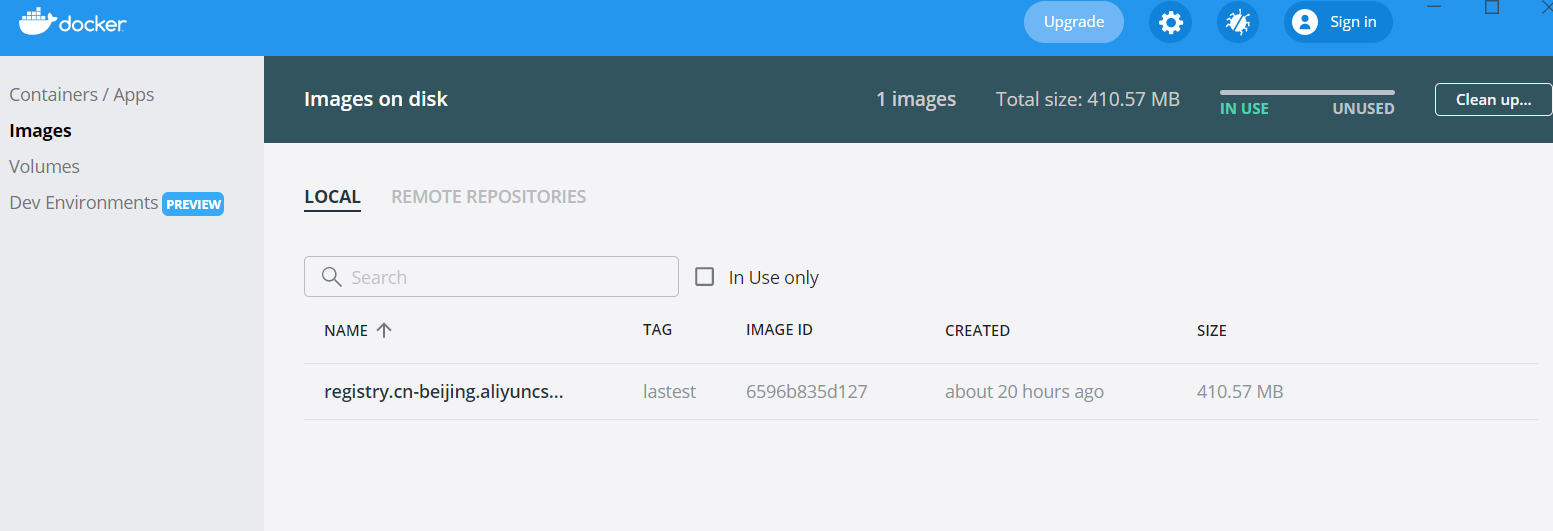 docker
Upgrade
Sign in
Containers / Apps
Images
Volumes
Dev Environments PREVIEW
Images on disk
1 images
Total size: 410.57 MB
IN USE
UNUSED
Clean up...
LOCAL
REMOTE REPOSITORIES
Search
In Use only
NAME TAG IMAGE ID CREATED SIZE
registry.cn-beijing.aliyuncs... lastest 6596b835d127 about 20 hours ago 410.57 MB